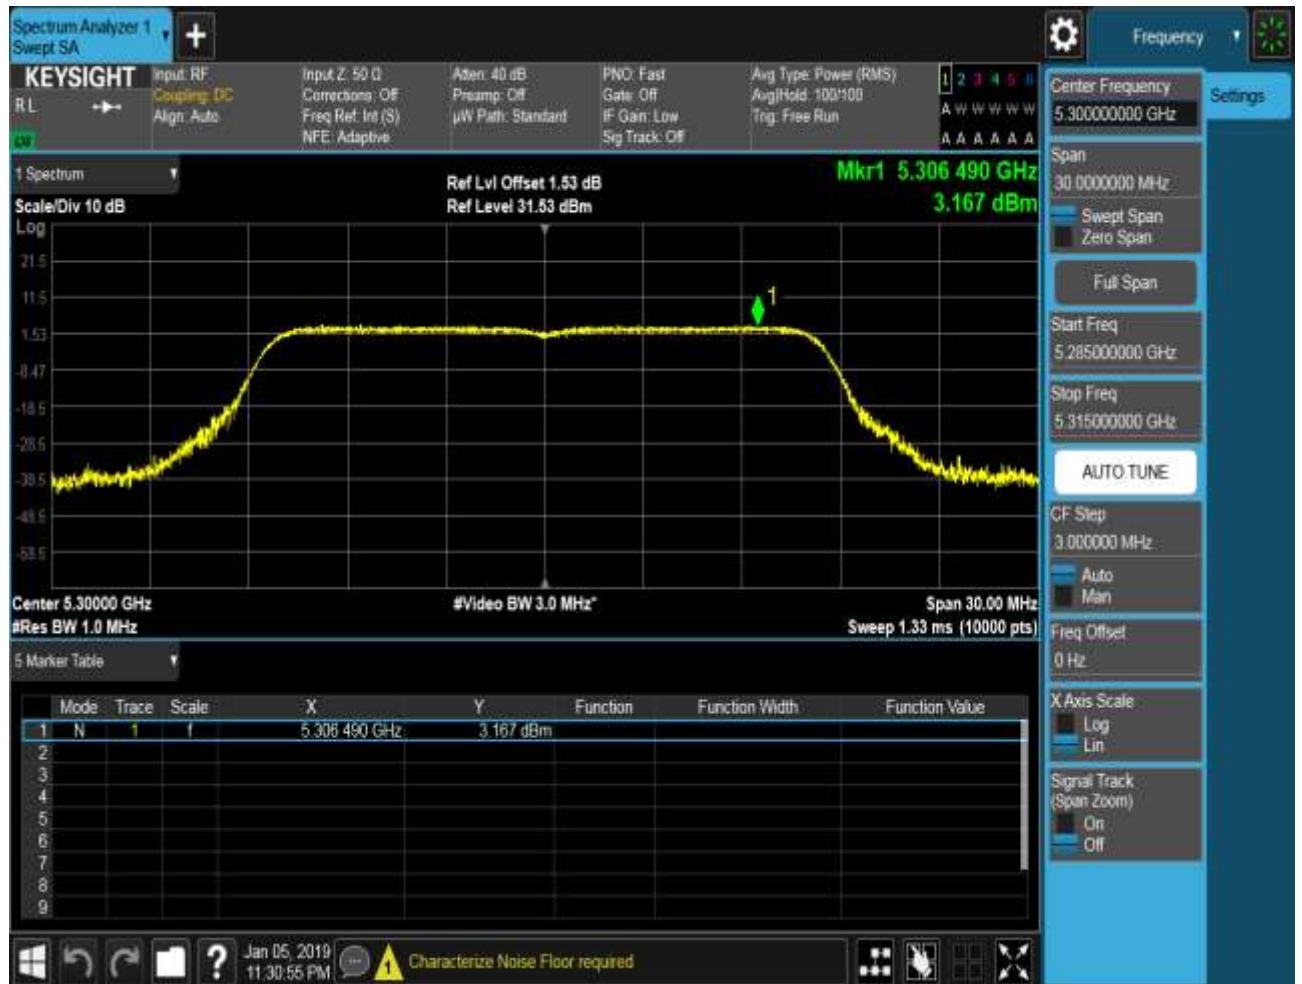 Spectrum Analyzer 1
Swept SA
Frequency
KEYSIGHT
RL
Input: RF
Coupling: DC
Align: Auto
Input Z: 50 Ω
Corrections: Off
Freq Ref: Int (S)
NFE: Adaptive
Atten: 40 dB
Preamp: Off
µW Path: Standard
PNO: Fast
Gate: Off
IF Gain: Low
Sig Track: Off
Avg Type: Power (RMS)
Avg|Hold: 100/100
Trig: Free Run
1 2 3 4 5 6
A W W W W W
A A A A A A
1 Spectrum
Scale/Div 10 dB
Ref Lvl Offset 1.53 dB
Ref Level 31.53 dBm
Mkr1 5.306 490 GHz
3.167 dBm
Log
21.5
11.5
1.53
-8.47
-18.5
-28.5
-38.5
-48.5
-58.5
1
Center 5.30000 GHz
#Res BW 1.0 MHz
#Video BW 3.0 MHz*
Span 30.00 MHz
Sweep 1.33 ms (10000 pts)
5 Marker Table
Mode Trace Scale X Y Function Function Width Function Value
1 N 1 f 5.306 490 GHz 3.167 dBm
2
3
4
5
6
7
8
9
Jan 05, 2019
11:30:55 PM
1
Characterize Noise Floor required
Settings
Center Frequency
5.300000000 GHz
Span
30.0000000 MHz
Swept Span
Zero Span
Full Span
Start Freq
5.285000000 GHz
Stop Freq
5.315000000 GHz
AUTO TUNE
CF Step
3.000000 MHz
Auto
Man
Freq Offset
0 Hz
X Axis Scale
Log
Lin
Signal Track
(Span Zoom)
On
Off